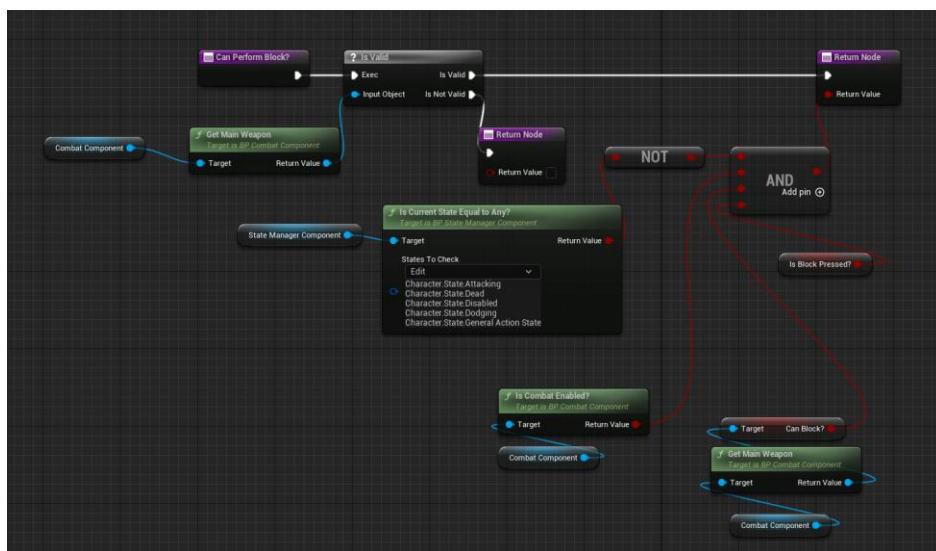 Can Perform Block?
? Is Valid
Exec
Is Valid
Input Object
Is Not Valid
Return Node
Return Value
f Get Main Weapon
Target is BP Combat Component
Target
Return Value
Combat Component
Return Node
Return Value
NOT
AND
Add pin
f Is Current State Equal to Any?
Target is BP State Manager Component
Target
Return Value
States To Check
Edit
Character.State.Attacking
Character.State.Dead
Character.State.Disabled
Character.State.Dodging
Character.State.General Action State
State Manager Component
Is Block Pressed?
f Is Combat Enabled?
Target is BP Combat Component
Target
Return Value
Combat Component
Target
Can Block?
f Get Main Weapon
Target is BP Combat Component
Target
Return Value
Combat Component